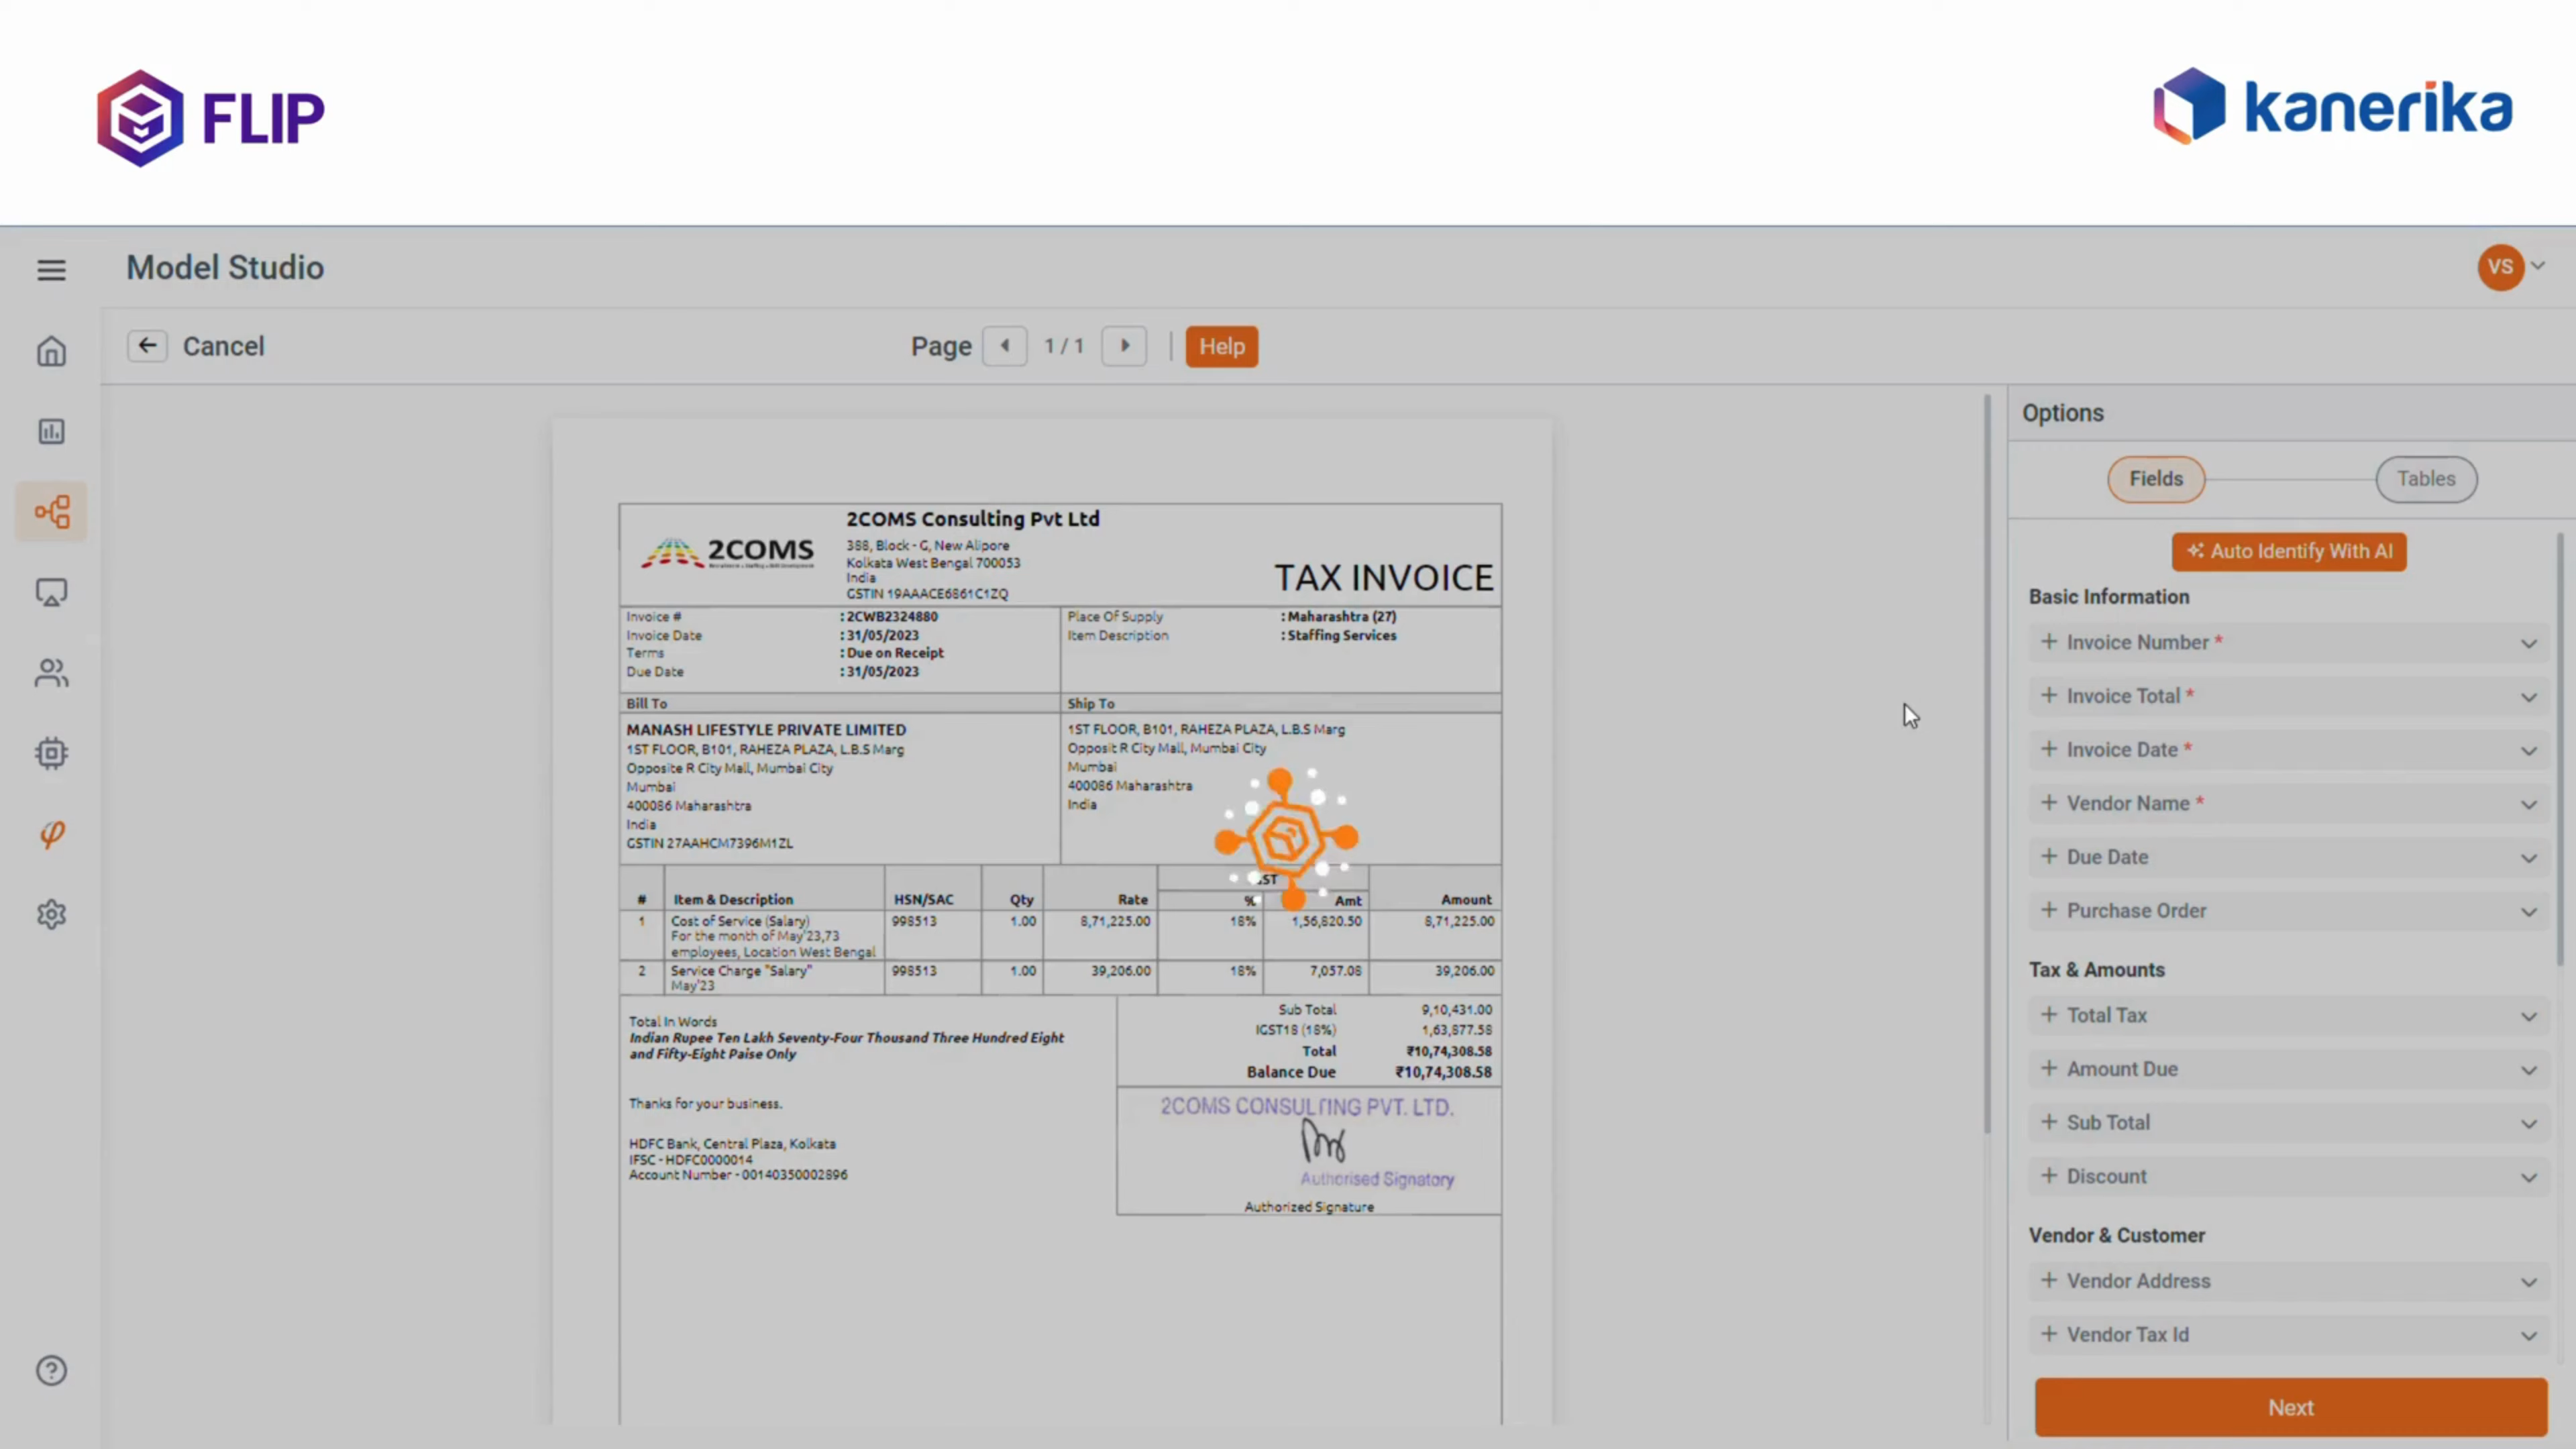 FLIP
kanerika
Model Studio
VS
Cancel
Page
1 / 1
Help
Options
Fields
Tables
Auto Identify With AI
Basic Information
Invoice Number *
Invoice Total *
Invoice Date *
Vendor Name *
Due Date
Purchase Order
Tax & Amounts
Total Tax
Amount Due
Sub Total
Discount
Vendor & Customer
Vendor Address
Vendor Tax Id
Next
2COMS
2COMS Consulting Pvt Ltd
388, Block - G, New Alipore
Kolkata West Bengal 700053
India
GSTIN 19AAACE6861C1ZQ
TAX INVOICE
Invoice # : 2CWB2324880
Invoice Date : 31/05/2023
Terms : Due on Receipt
Due Date : 31/05/2023
Place Of Supply : Maharashtra (27)
Item Description : Staffing Services
Bill To
MANASH LIFESTYLE PRIVATE LIMITED
1ST FLOOR, B101, RAHEZA PLAZA, L.B.S Marg
Opposite R City Mall, Mumbai City
Mumbai
400086 Maharashtra
India
GSTIN 27AAHCM7396M1ZL
Ship To
1ST FLOOR, B101, RAHEZA PLAZA, L.B.S Marg
Opposit R City Mall, Mumbai City
Mumbai
400086 Maharashtra
India
# Item & Description HSN/SAC Qty Rate % Amt Amount
1 Cost of Service (Salary) 998513 1.00 8,71,225.00 18% 1,56,820.50 8,71,225.00
For the month of May'23,73
employees, Location West Bengal
2 Service Charge "Salary" 998513 1.00 39,206.00 18% 7,057.08 39,206.00
May'23
Sub Total 9,10,431.00
IGST18 (18%) 1,63,877.58
Total ₹10,74,308.58
Balance Due ₹10,74,308.58
Total In Words
Indian Rupee Ten Lakh Seventy-Four Thousand Three Hundred Eight
and Fifty-Eight Paise Only
Thanks for your business.
HDFC Bank, Central Plaza, Kolkata
IFSC - HDFC0000014
Account Number - 00140350002896
2COMS CONSULTING PVT. LTD.
Authorised Signatory
Authorized Signature